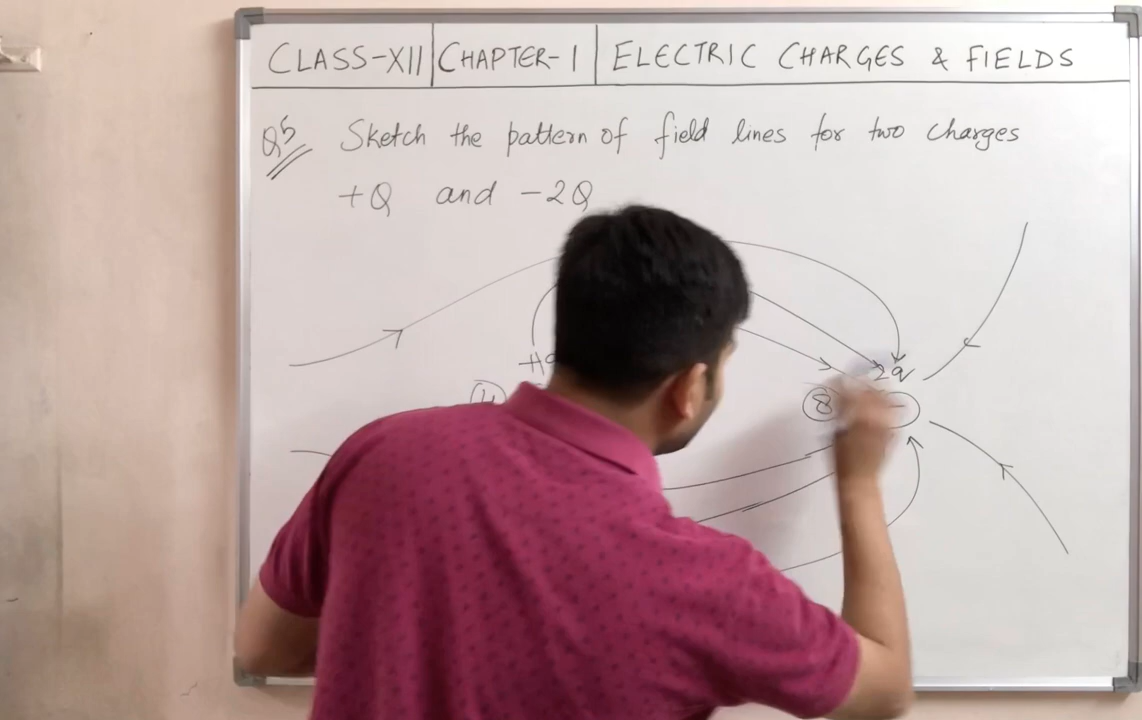 CLASS-XII CHAPTER-1 ELECTRIC CHARGES & FIELDS
Q5 Sketch the pattern of field lines for two charges
+Q and -2Q
+q
2q
4
8 -